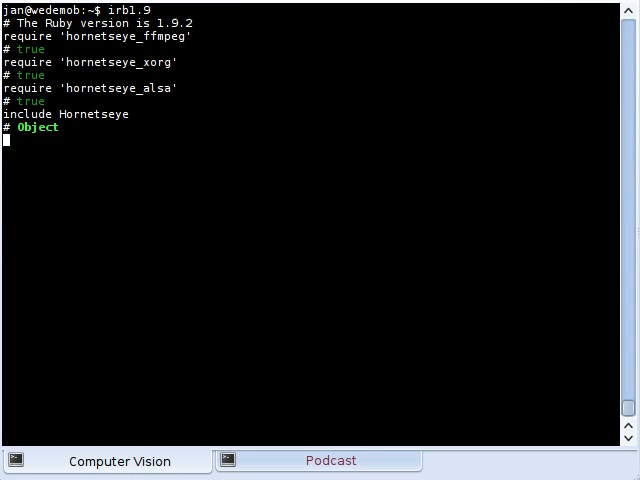 jan@wedemob:~$ irb1.9
# The Ruby version is 1.9.2
require 'hornetseye_ffmpeg'
# true
require 'hornetseye_xorg'
# true
require 'hornetseye_alsa'
# true
include Hornetseye
# Object
Computer Vision
Podcast